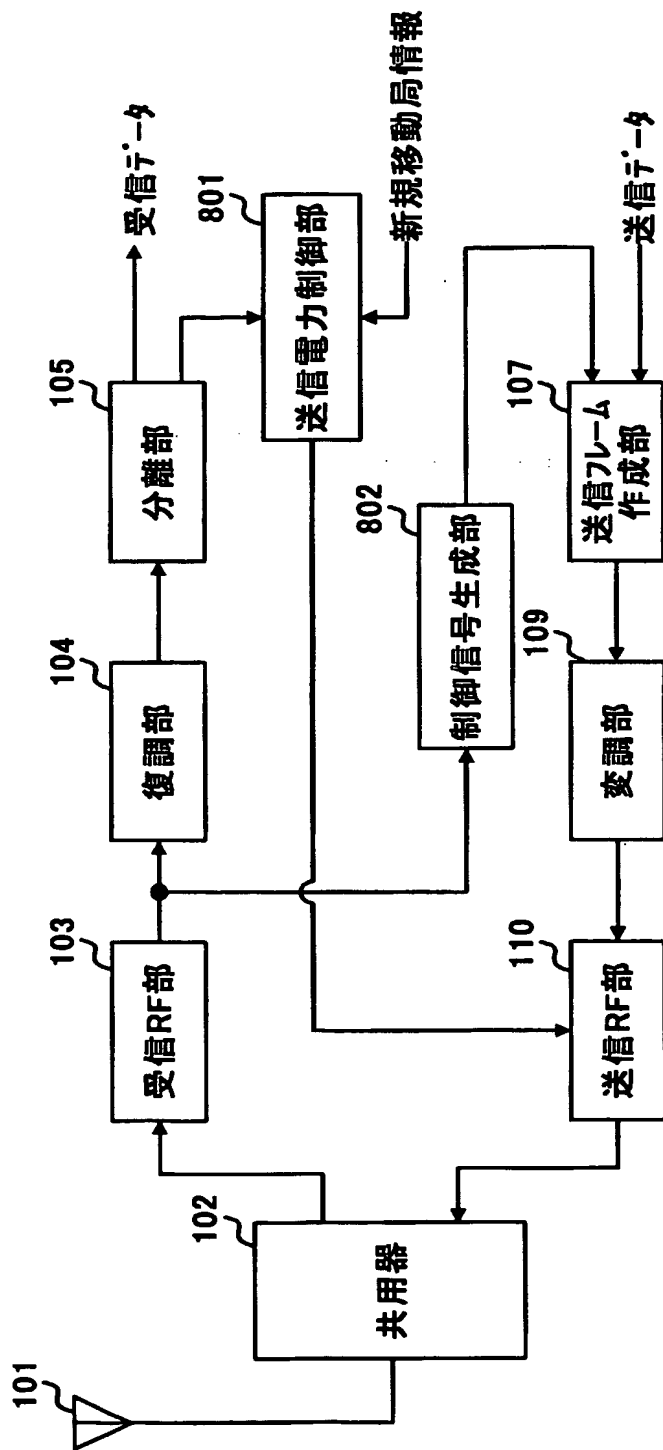 101
102
共用器
103
受信RF部
104
復調部
105
分離部
受信データ
801
送信電力制御部
新規移動局情報
802
制御信号生成部
110
送信RF部
109
変調部
107
送信フレーム
作成部
送信データ